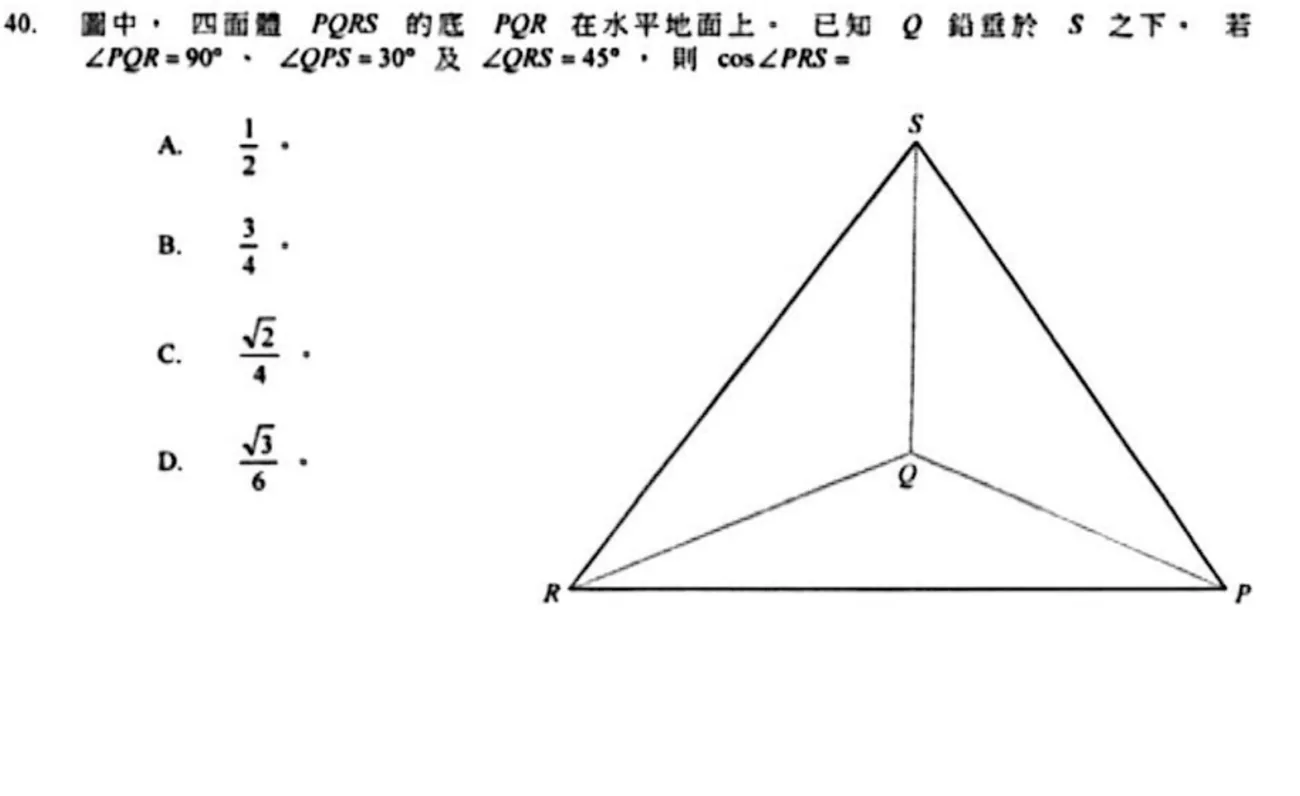 40. 圖中，四面體 PQRS 的底 PQR 在水平地面上。已知 Q 鉛垂於 S 之下。若
∠PQR = 90°、∠QPS = 30° 及 ∠QRS = 45°，則 cos∠PRS =
A. 1/2。
B. 3/4。
C. √2/4。
D. √3/6。
S
Q
R
P